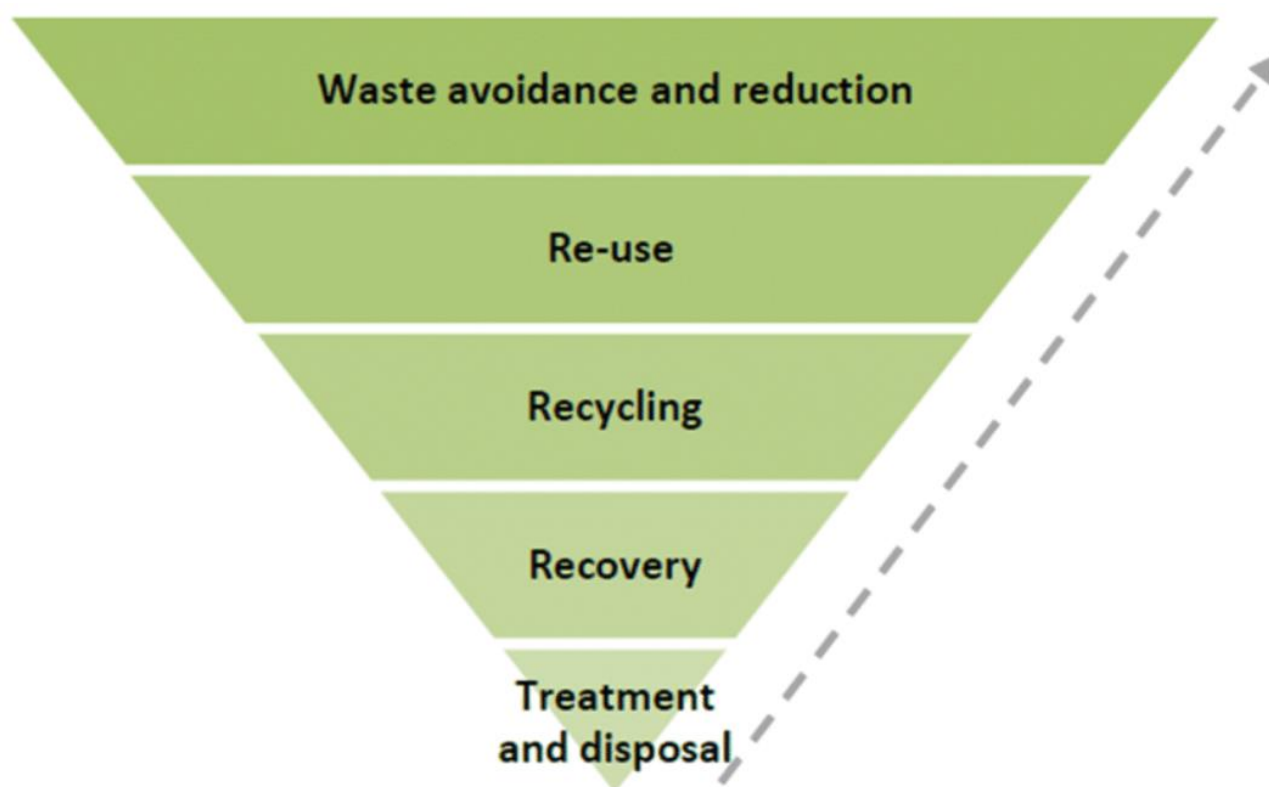 Waste avoidance and reduction
Re-use
Recycling
Recovery
Treatment
and disposal